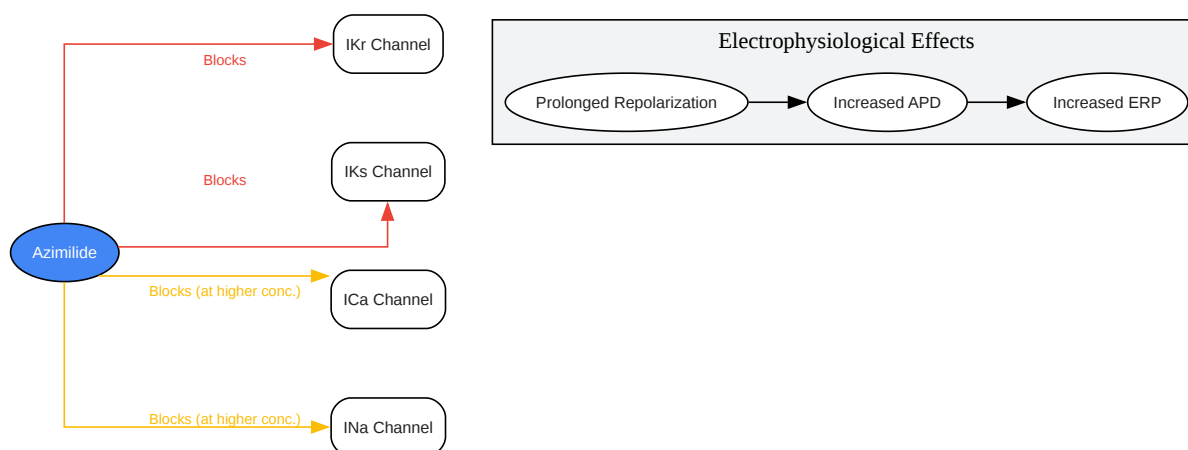 IKr Channel
Blocks
IKs Channel
Blocks
Azimilide
ICa Channel
Blocks (at higher conc.)
INa Channel
Blocks (at higher conc.)
Electrophysiological Effects
Prolonged Repolarization
Increased APD
Increased ERP